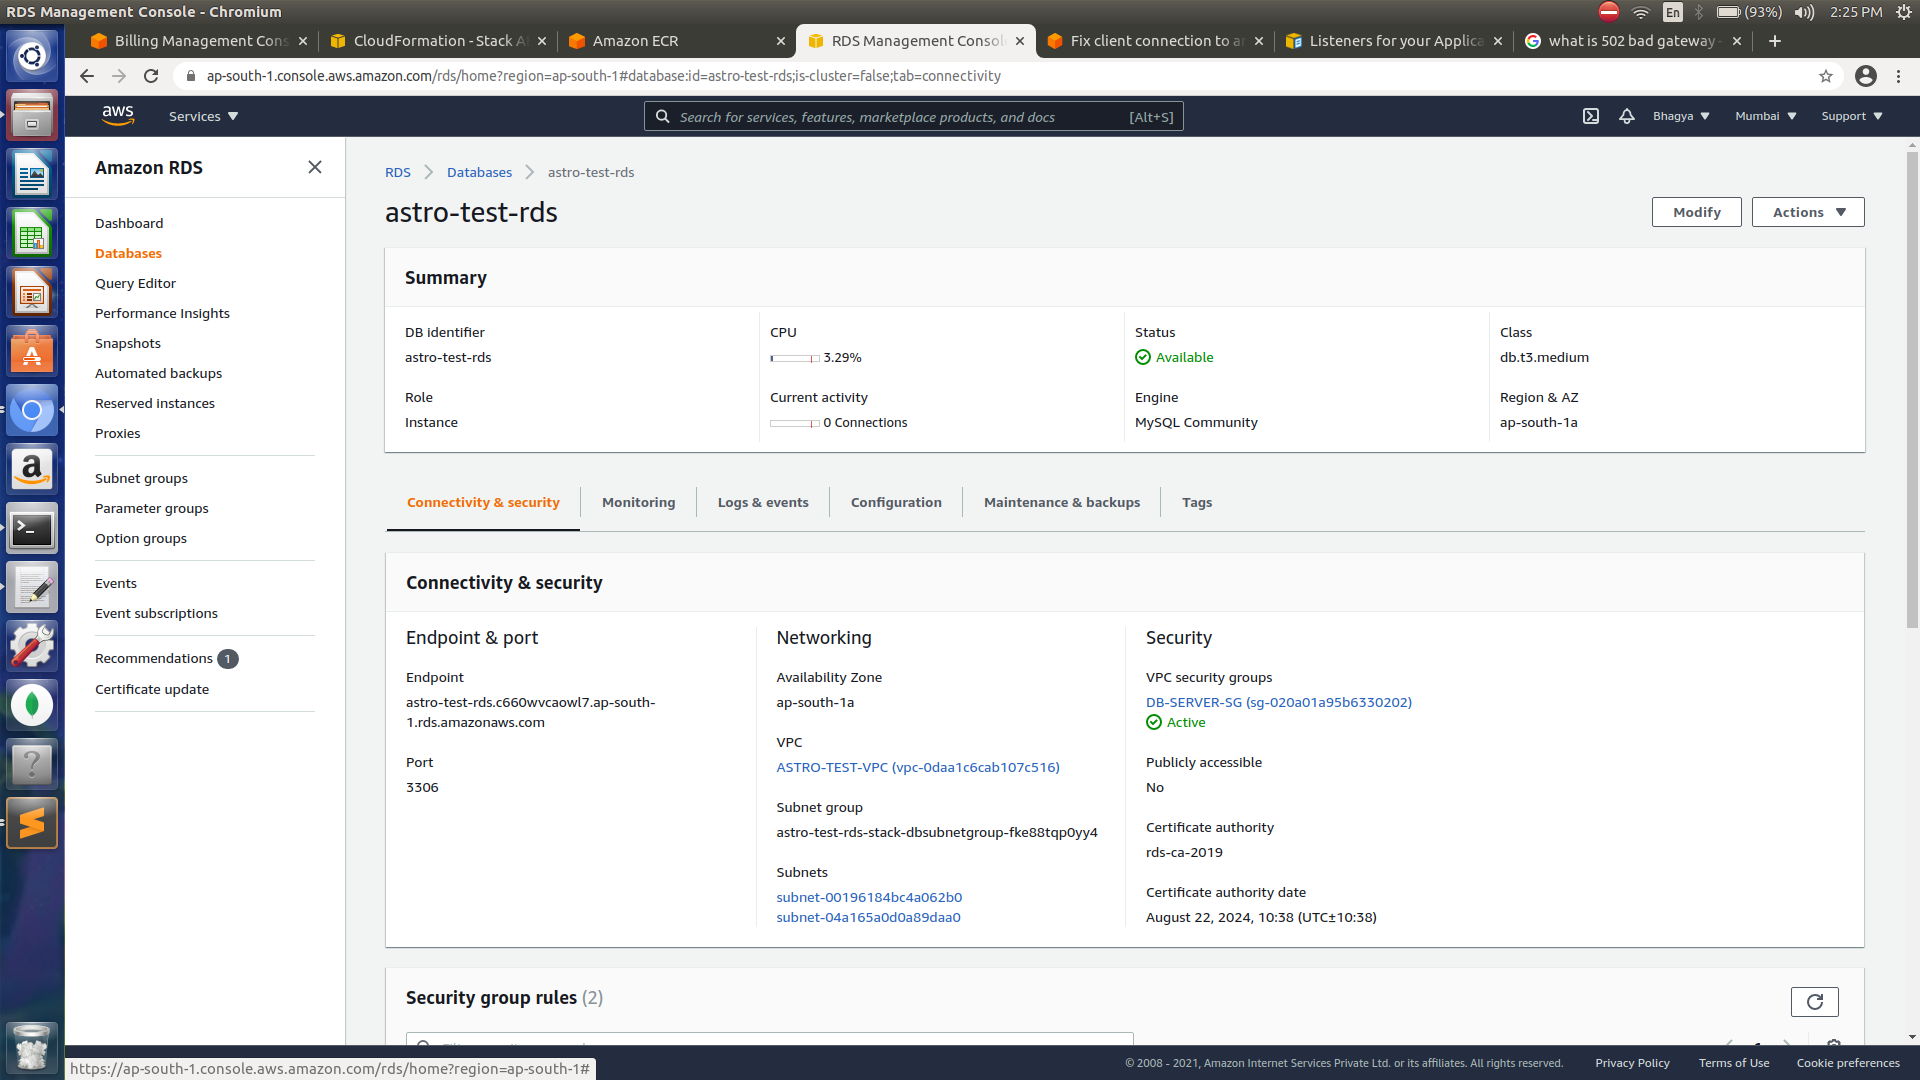 RDS Management Console - Chromium
En (93%) 2:25 PM
Billing Management Cons
CloudFormation - Stack A
Amazon ECR
RDS Management Consol
Fix client connection to a
Listeners for your Applica
what is 502 bad gateway -
ap-south-1.console.aws.amazon.com/rds/home?region=ap-south-1#database:id=astro-test-rds;is-cluster=false;tab=connectivity
aws
Services
Search for services, features, marketplace products, and docs [Alt+S]
Bhagya
Mumbai
Support
Amazon RDS
Dashboard
Databases
Query Editor
Performance Insights
Snapshots
Automated backups
Reserved instances
Proxies
Subnet groups
Parameter groups
Option groups
Events
Event subscriptions
Recommendations 1
Certificate update
RDS > Databases > astro-test-rds
astro-test-rds
Modify
Actions
Summary
DB identifier
astro-test-rds
CPU
3.29%
Status
Available
Class
db.t3.medium
Role
Instance
Current activity
0 Connections
Engine
MySQL Community
Region & AZ
ap-south-1a
Connectivity & security
Monitoring
Logs & events
Configuration
Maintenance & backups
Tags
Connectivity & security
Endpoint & port
Endpoint
astro-test-rds.c660wvcaowl7.ap-south-
1.rds.amazonaws.com
Port
3306
Networking
Availability Zone
ap-south-1a
VPC
ASTRO-TEST-VPC (vpc-0daa1c6cab107c516)
Subnet group
astro-test-rds-stack-dbsubnetgroup-fke88tqp0yy4
Subnets
subnet-00196184bc4a062b0
subnet-04a165a0d0a89daa0
Security
VPC security groups
DB-SERVER-SG (sg-020a01a95b6330202)
Active
Publicly accessible
No
Certificate authority
rds-ca-2019
Certificate authority date
August 22, 2024, 10:38 (UTC±10:38)
Security group rules (2)
https://ap-south-1.console.aws.amazon.com/rds/home?region=ap-south-1#
© 2008 - 2021, Amazon Internet Services Private Ltd. or its affiliates. All rights reserved.
Privacy Policy
Terms of Use
Cookie preferences